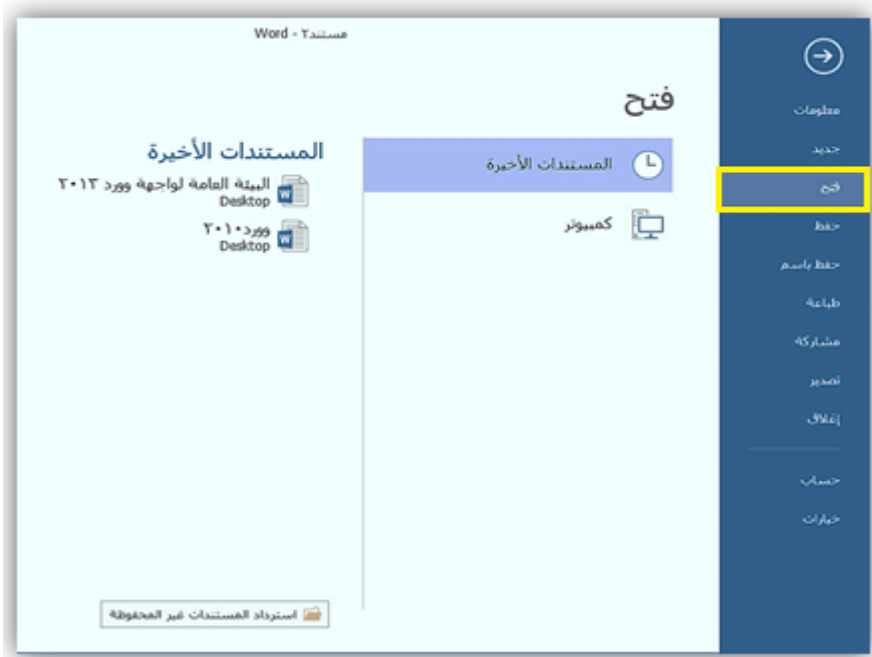 مستند٢ - Word
معلومات
جديد
فتح
حفظ
حفظ باسم
طباعة
مشاركة
تصدير
إغلاق
حساب
خيارات
فتح
المستندات الأخيرة
كمبيوتر
المستندات الأخيرة
البيئة العامة لواجهة وورد ٢٠١٣
Desktop
وورد٢٠١٠
Desktop
استرداد المستندات غير المحفوظة